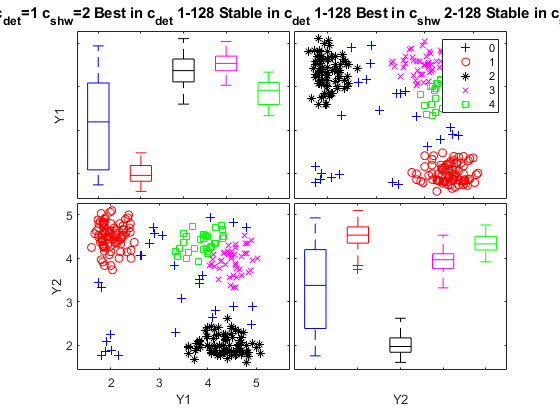 c_det=1 c_shw=2 Best in c_det 1-128 Stable in c_det 1-128 Best in c_shw 2-128 Stable in c_s
Y1
0
1
2
3
4
5
4
3
2
Y2
2 3 4 5
Y1 Y2